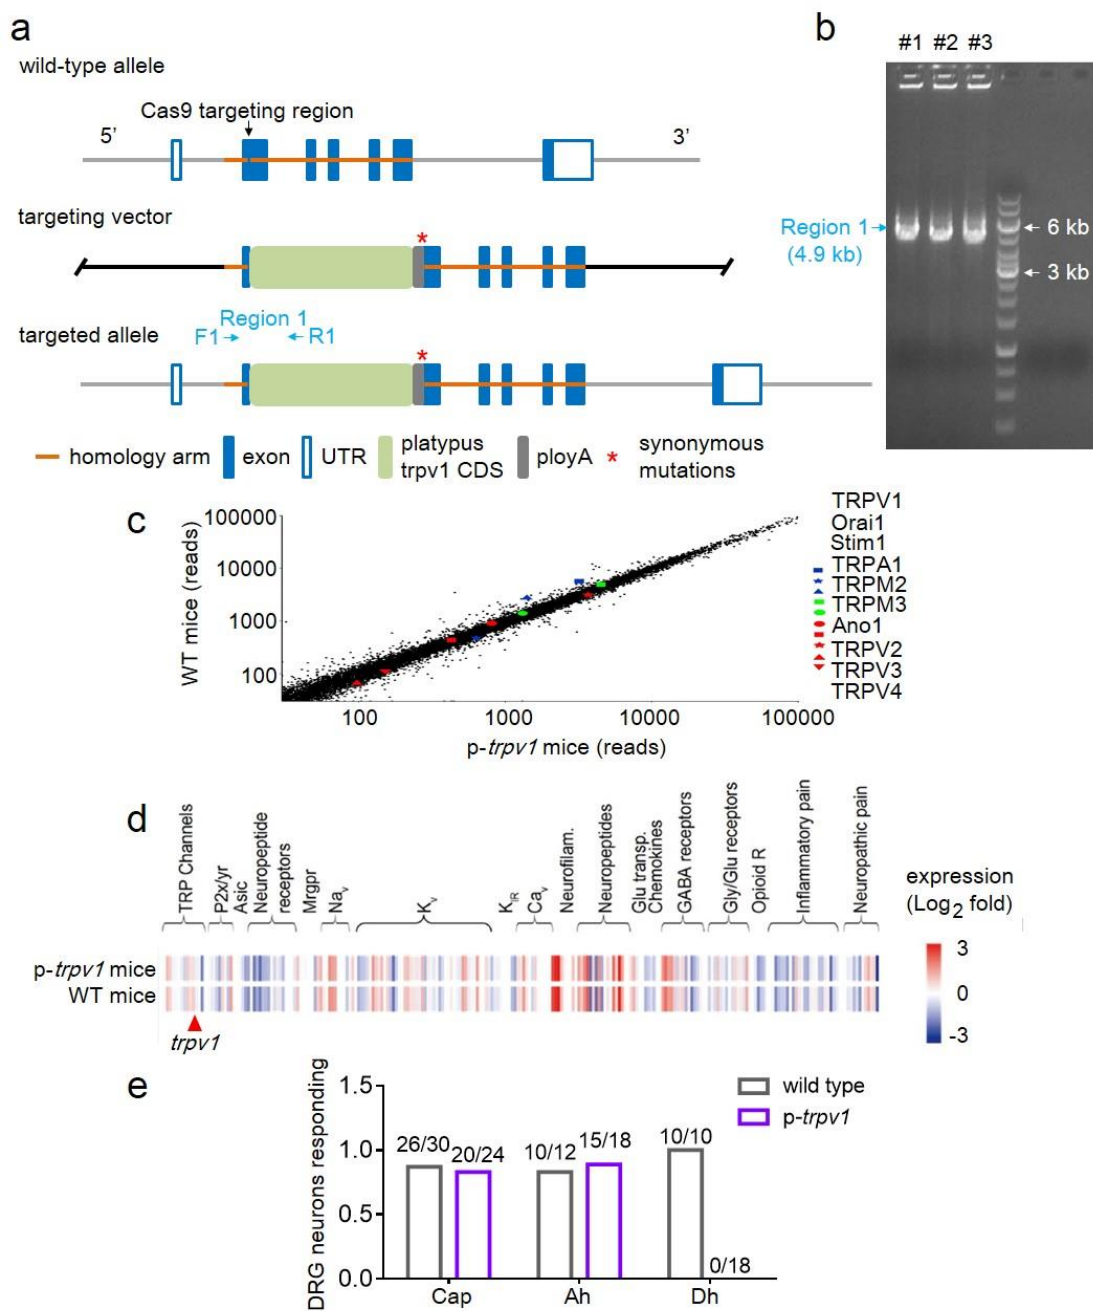 a
wild-type allele
Cas9 targeting region
5’
3’
targeting vector
*
Region 1
targeted allele
F1
R1
*
homology arm
exon
UTR
platypus
trpv1 CDS
ployA
*
synonymous
mutations
b
#1 #2 #3
Region 1
(4.9 kb)
6 kb
3 kb
c
WT mice (reads)
100000
10000
1000
100
100
1000
10000
100000
p-trpv1 mice (reads)
TRPV1
Orai1
Stim1
TRPA1
TRPM2
TRPM3
Ano1
TRPV2
TRPV3
TRPV4
d
TRP Channels
P2x/yr
Asic
Neuropeptide
receptors
Mrgpr
NaRv
Kv
KIR
Cav
Neurofilam.
Neuropeptides
Glu transp.
Chemokines
GABA receptors
Gly/Glu receptors
Opioid R
Inflammatory pain
Neuropathic pain
p-trpv1 mice
WT mice
trpv1
expression
(Log2 fold)
3
0
-3
e
DRG neurons responding
1.5
1.0
0.5
0.0
26/30
20/24
10/12
15/18
10/10
0/18
Cap
Ah
Dh
wild type
p-trpv1